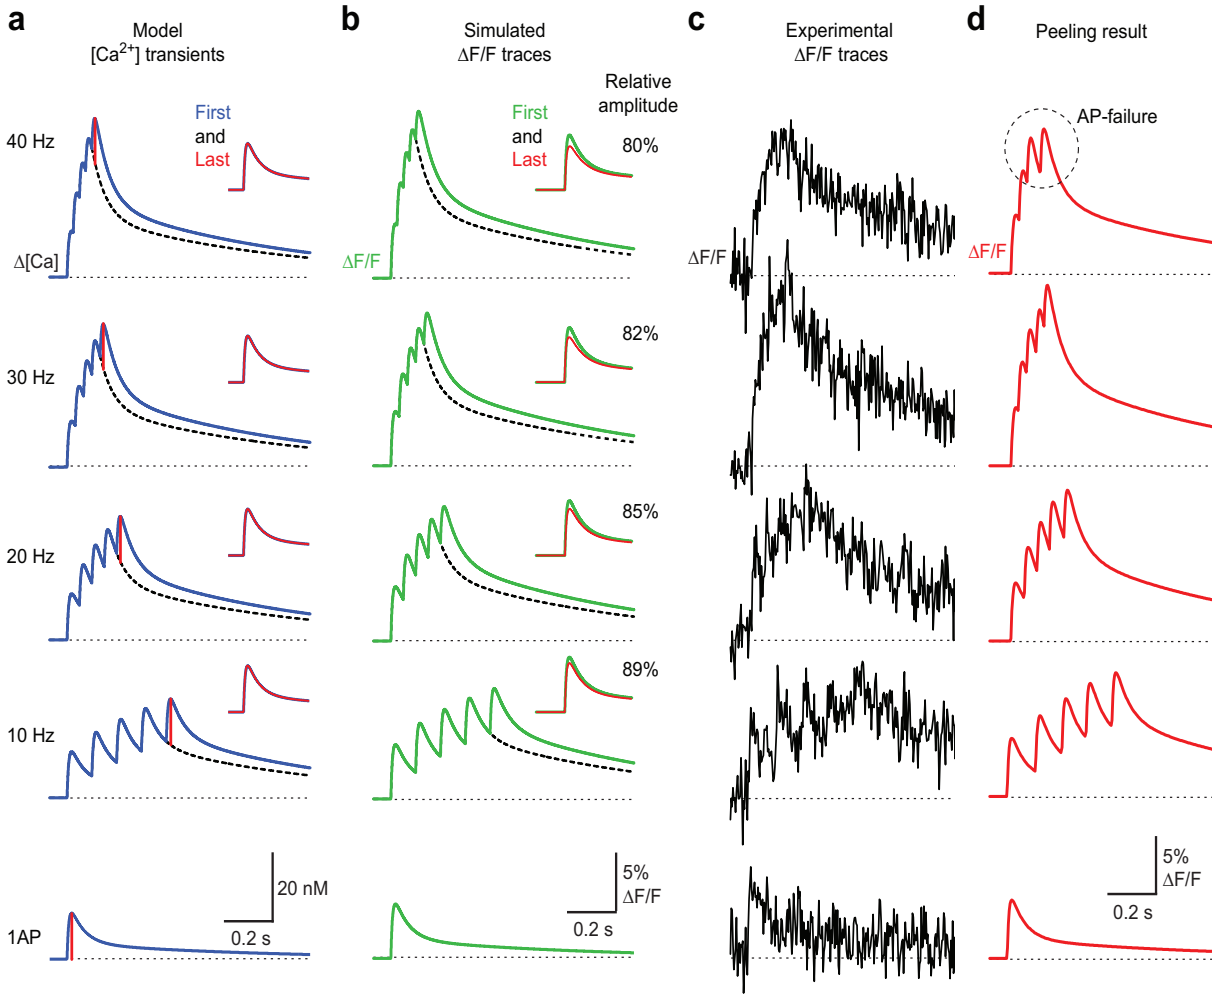 a
Model
[Ca²⁺] transients
b
Simulated
ΔF/F traces
Relative
amplitude
c
Experimental
ΔF/F traces
d
Peeling result
40 Hz
First
and
Last
First
and
Last
80%
AP-failure
Δ[Ca]
ΔF/F
ΔF/F
ΔF/F
30 Hz
82%
20 Hz
85%
10 Hz
89%
1AP
20 nM
0.2 s
5%
ΔF/F
0.2 s
5%
ΔF/F
0.2 s